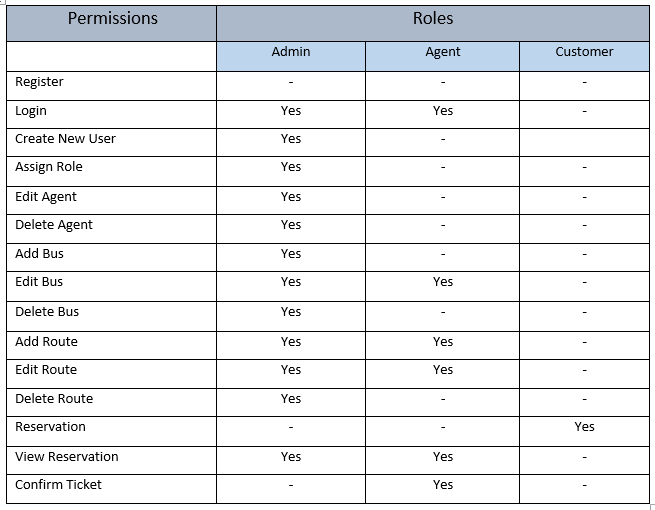 Permissions Roles
Admin Agent Customer
Register - - -
Login Yes Yes -
Create New User Yes -
Assign Role Yes - -
Edit Agent Yes - -
Delete Agent Yes - -
Add Bus Yes - -
Edit Bus Yes Yes -
Delete Bus Yes - -
Add Route Yes Yes -
Edit Route Yes Yes -
Delete Route Yes - -
Reservation - - Yes
View Reservation Yes Yes -
Confirm Ticket - Yes -